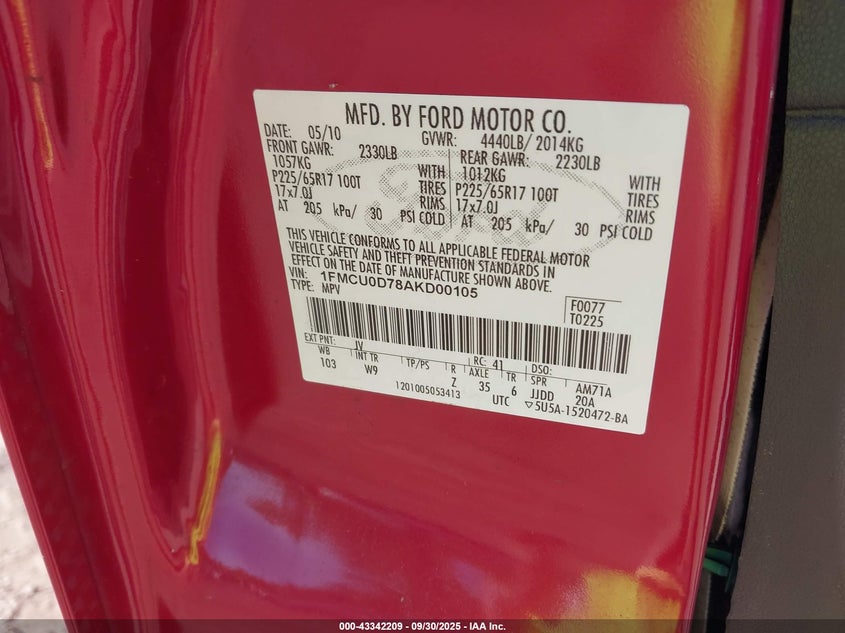 MFD. BY FORD MOTOR CO.
DATE: 05/10 GVWR: 4440LB/ 2014KG
FRONT GAWR: 2330LB REAR GAWR: 2230LB
1057KG WITH 1012KG WITH
P225/65R17 100T TIRES P225/65R17 100T TIRES
17x7.0J RIMS 17x7.0J RIMS
AT 205 kPa/ 30 PSI COLD AT 205 kPa/ 30 PSI COLD
THIS VEHICLE CONFORMS TO ALL APPLICABLE FEDERAL MOTOR
VEHICLE SAFETY AND THEFT PREVENTION STANDARDS IN
EFFECT ON THE DATE OF MANUFACTURE SHOWN ABOVE.
VIN: 1FMCU0D78AKD00105
TYPE: MPV
F0077
T0225
EXT PNT: JV RC: 41 DSO:
WB INT TR TP/PS R AXLE TR SPR AM71A
103 W9 Z 35 6 JJDD 20A
1201005053413 UTC ▽5U5A-1520472-BA
Ford
000-43342209 - 09/30/2025 - IAA Inc.